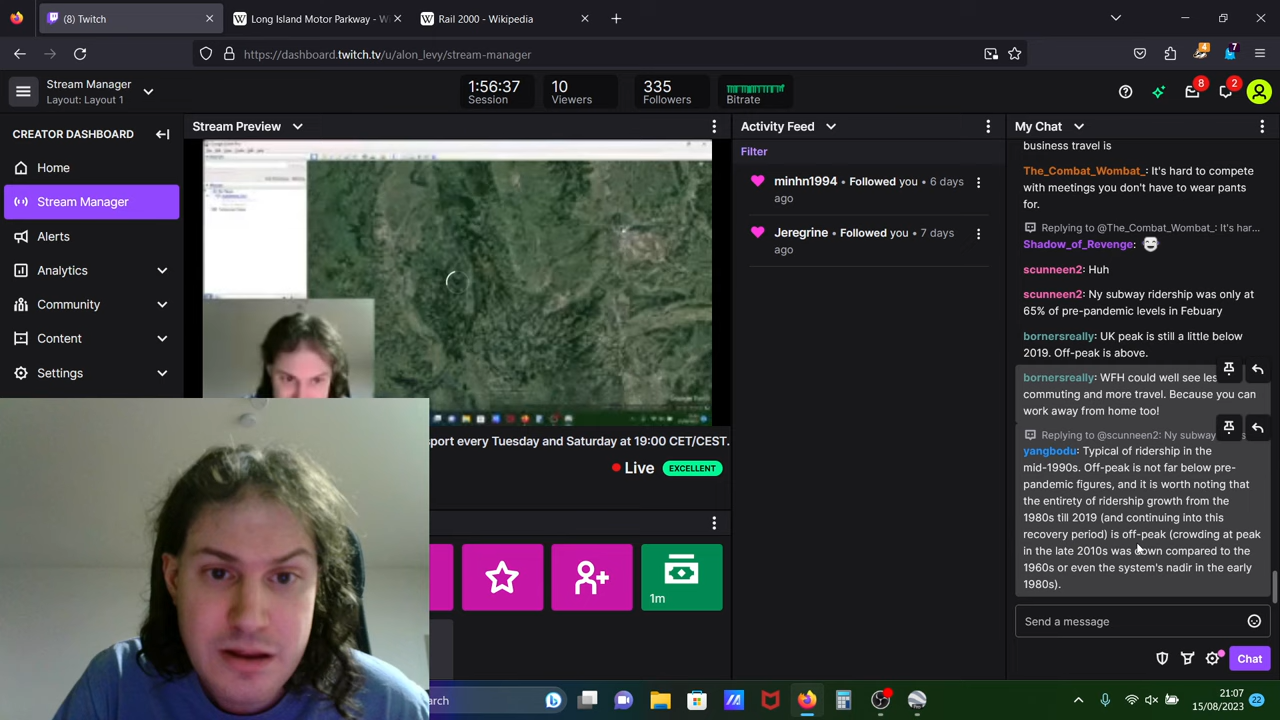 (8) Twitch
Long Island Motor Parkway - W
Rail 2000 - Wikipedia
https://dashboard.twitch.tv/u/alon_levy/stream-manager
4
7
Stream Manager
Layout: Layout 1
1:56:37
Session
10
Viewers
335
Followers
Bitrate
8
2
CREATOR DASHBOARD
Home
Stream Manager
Alerts
Analytics
Community
Content
Settings
Stream Preview
sport every Tuesday and Saturday at 19:00 CET/CEST.
Live
EXCELLENT
1m
Activity Feed
Filter
minhn1994 • Followed you • 6 days
ago
Jeregrine • Followed you • 7 days
ago
My Chat
business travel is
The_Combat_Wombat_: It's hard to compete
with meetings you don't have to wear pants
for.
Replying to @The_Combat_Wombat_: It's har...
Shadow_of_Revenge:
scunneen2: Huh
scunneen2: Ny subway ridership was only at
65% of pre-pandemic levels in Febuary
bornersreally: UK peak is still a little below
2019. Off-peak is above.
bornersreally: WFH could well see les
commuting and more travel. Because you can
work away from home too!
Replying to @scunneen2: Ny subway
yangbodu: Typical of ridership in the
mid-1990s. Off-peak is not far below pre-
pandemic figures, and it is worth noting that
the entirety of ridership growth from the
1980s till 2019 (and continuing into this
recovery period) is off-peak (crowding at peak
in the late 2010s was down compared to the
1960s or even the system's nadir in the early
1980s).
Send a message
Chat
arch
21:07
15/08/2023
22